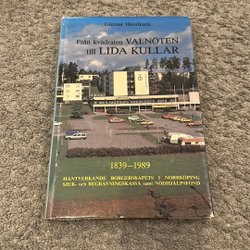 Gunnar Henriksson
Från kvadraten VALNÖTEN
till LIDA KULLAR
1839–1989
HANTVERKANDE BORGERSKAPETS I NORRKÖPING
SJUK- och BEGRAVNINGSKASSA samt NÖDHJÄLPSFOND